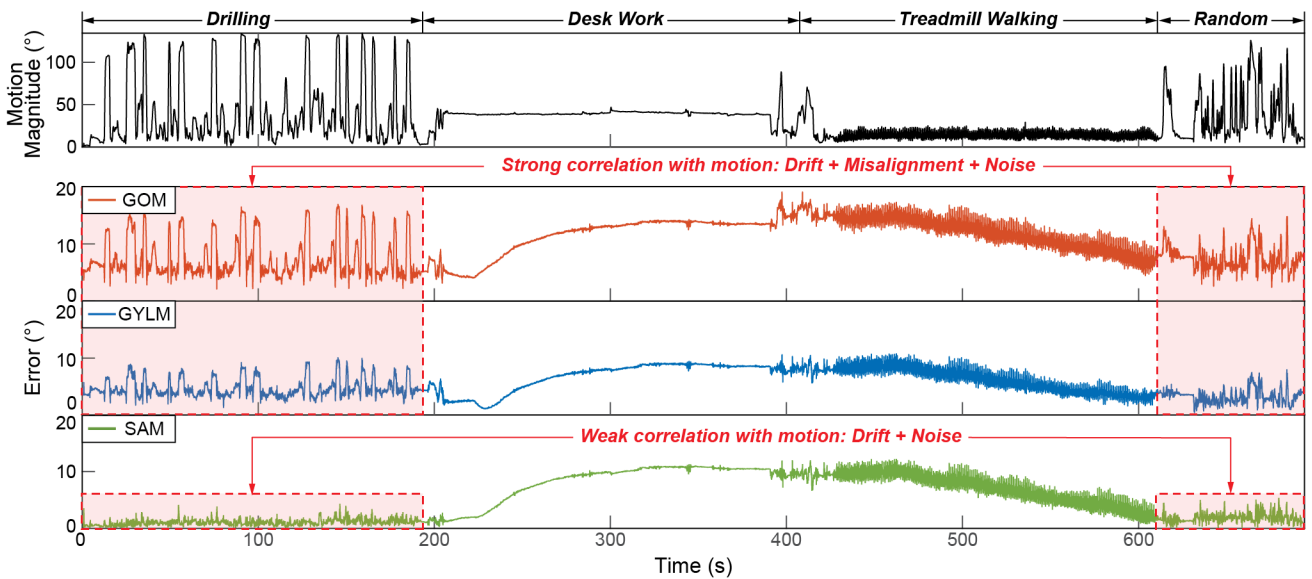 Drilling Desk Work Treadmill Walking Random
Motion
Magnitude (°)
100
50
0
Strong correlation with motion: Drift + Misalignment + Noise
20
GOM
10
0
20
GYLM
Error (°)
10
0
20
SAM
Weak correlation with motion: Drift + Noise
10
0
0 100 200 300 400 500 600
Time (s)